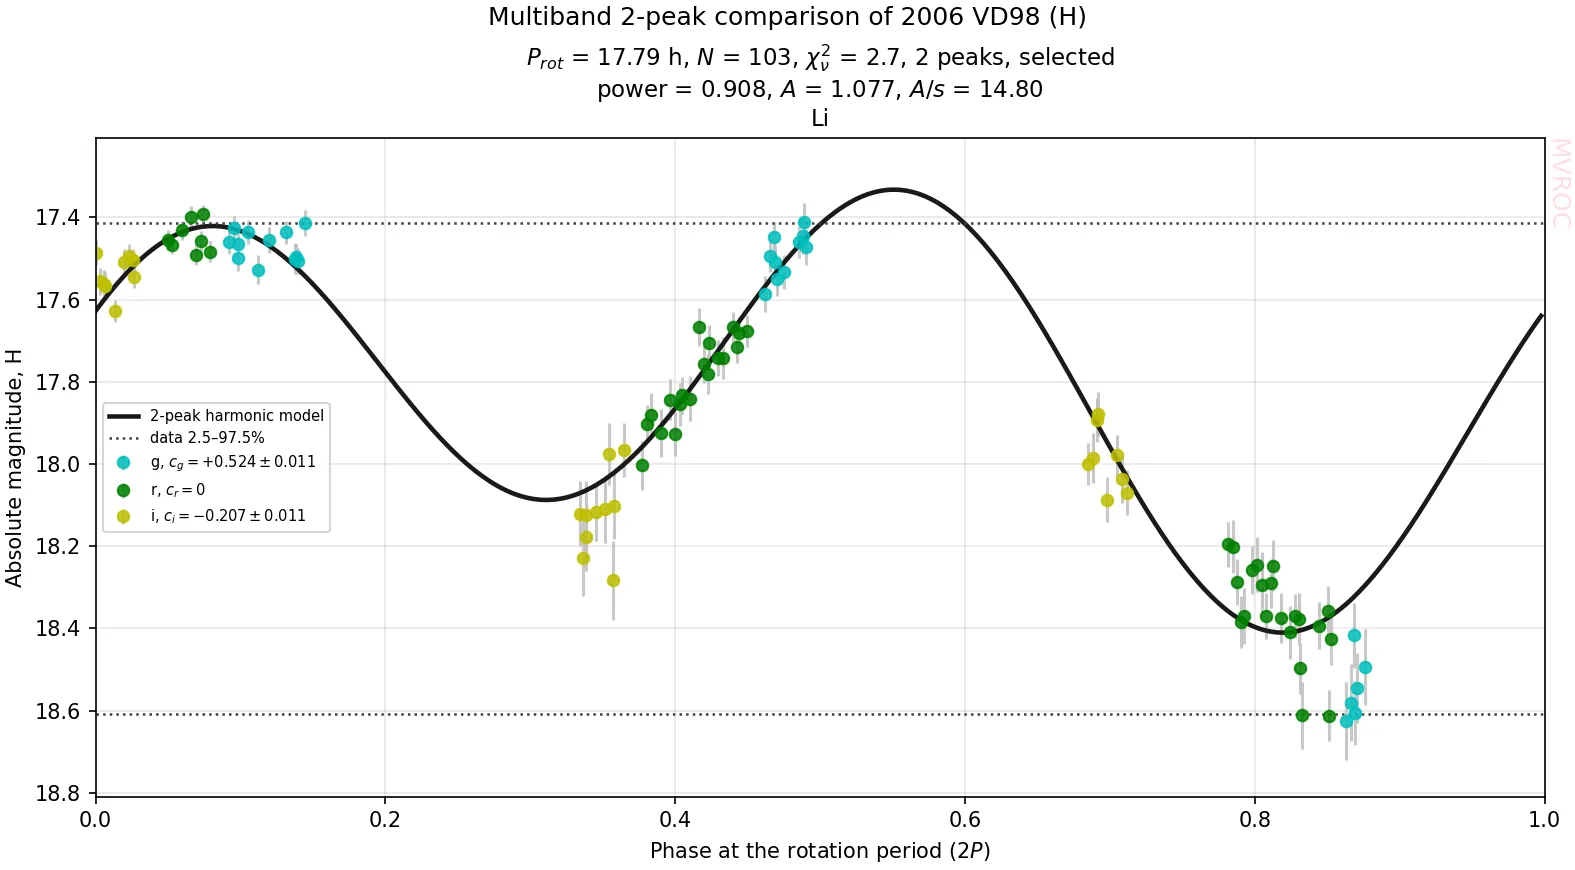 Multiband 2-peak comparison of 2006 VD98 (H)
P_rot = 17.79 h, N = 103, χ²_ν = 2.7, 2 peaks, selected
power = 0.908, A = 1.077, A/s = 14.80
Li
MVROC
Absolute magnitude, H
17.4
17.6
17.8
18.0
18.2
18.4
18.6
18.8
2-peak harmonic model
data 2.5–97.5%
g, c_g = +0.524 ± 0.011
r, c_r = 0
i, c_i = −0.207 ± 0.011
0.0 0.2 0.4 0.6 0.8 1.0
Phase at the rotation period (2P)